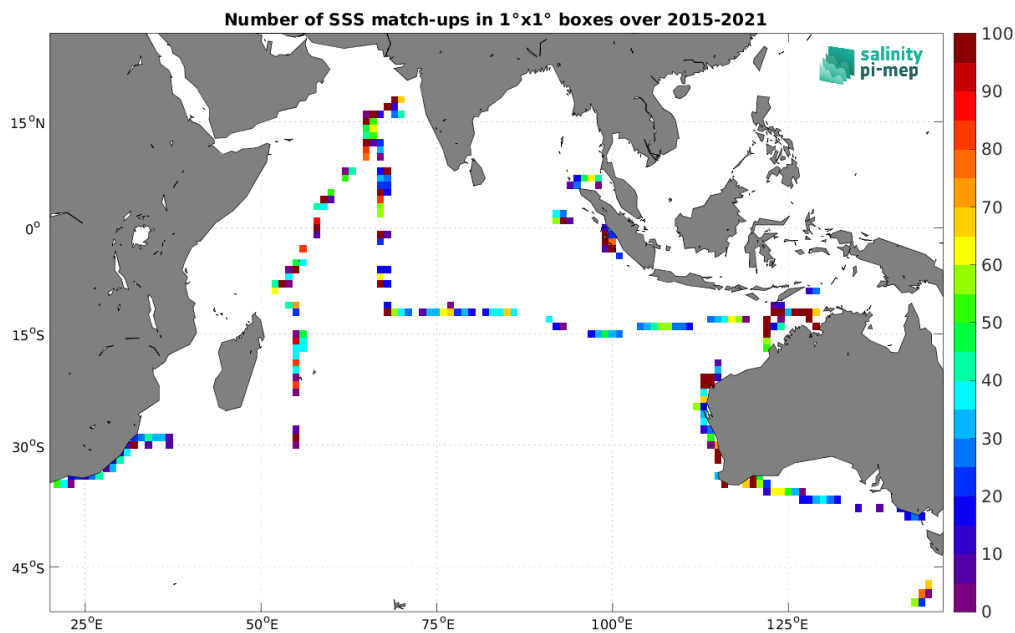 Number of SSS match-ups in 1°x1° boxes over 2015-2021
salinity
pi-mep
100
90
80
70
60
50
40
30
20
10
0
15°N
0°
15°S
30°S
45°S
25°E
50°E
75°E
100°E
125°E